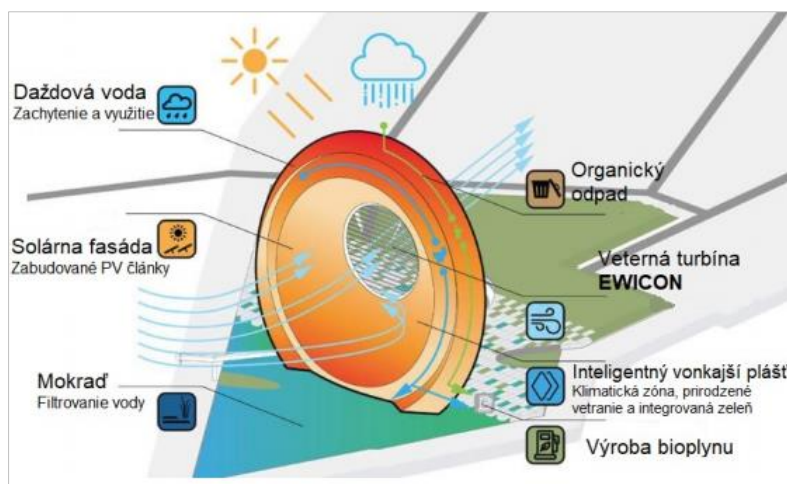 Daždová voda
Zachytenie a využitie
Solárna fasáda
Zabudované PV články
Mokraď
Filtrovanie vody
Organický
odpad
Veterná turbína
EWICON
Inteligentný vonkajší plášť
Klimatická zóna, prirodzené
vetranie a integrovaná zeleň
Výroba bioplynu